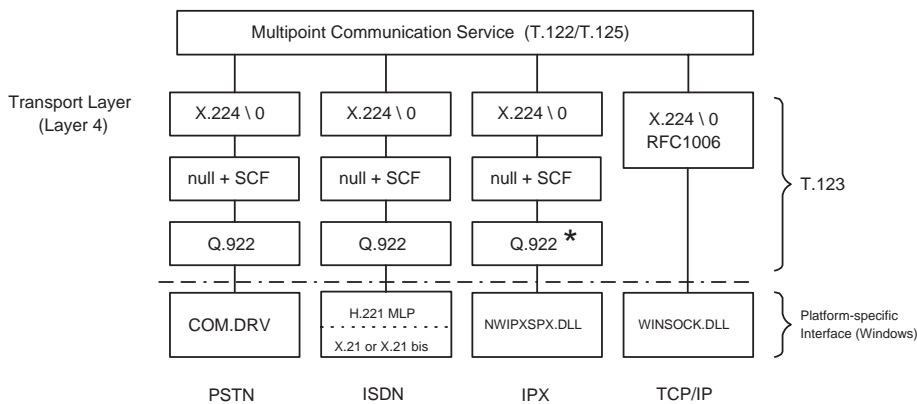 Multipoint Communication Service (T.122/T.125)
Transport Layer
(Layer 4)
X.224 \ 0
X.224 \ 0
X.224 \ 0
X.224 \ 0
RFC1006
null + SCF
null + SCF
null + SCF
T.123
Q.922
Q.922
Q.922 *
COM.DRV
H.221 MLP
X.21 or X.21 bis
NWIPXSPX.DLL
WINSOCK.DLL
Platform-specific
Interface (Windows)
PSTN
ISDN
IPX
TCP/IP